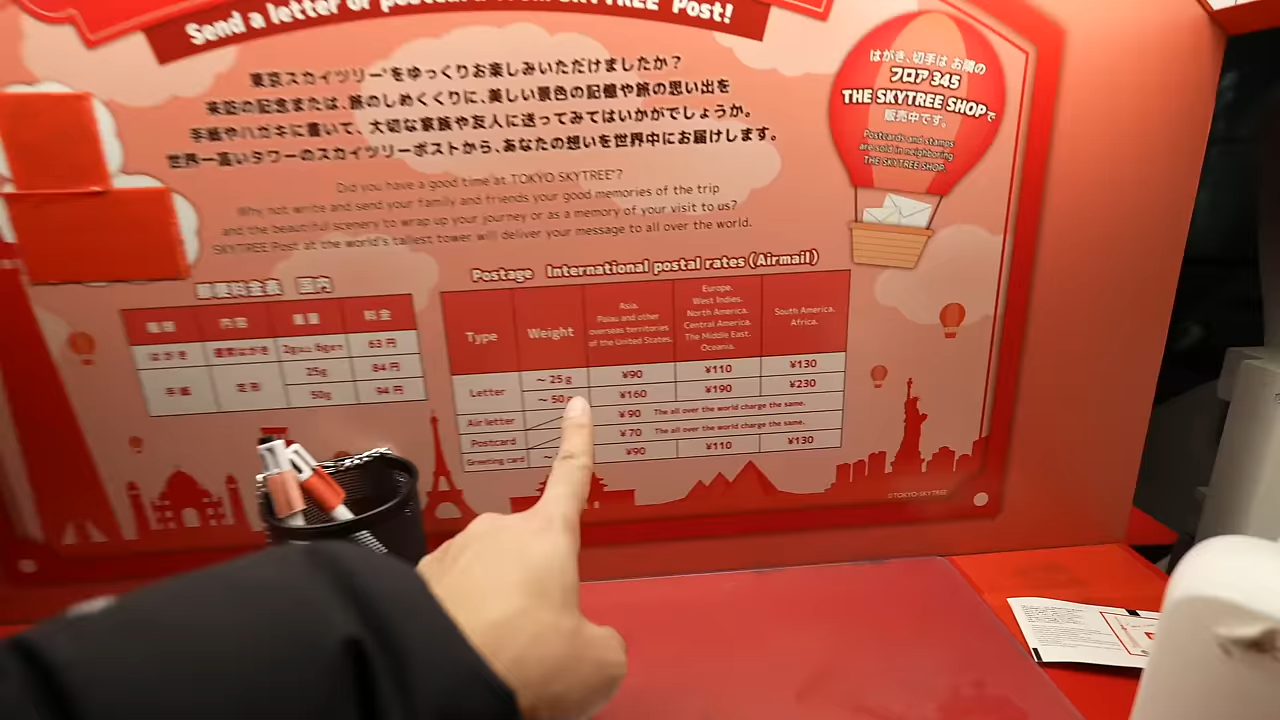 Send a letter or postcard from SKYTREE® Post!
東京スカイツリー®をゆっくりお楽しみいただけましたか？
来訪の記念または、旅のしめくくりに、美しい景色の記憶や旅の思い出を
手紙やハガキに書いて、大切な家族や友人に送ってみてはいかがでしょうか。
世界一高いタワーのスカイツリーポストから、あなたの想いを世界中にお届けします。
Did you have a good time at TOKYO SKYTREE®?
Why not write and send your family and friends your good memories of the trip
and the beautiful scenery to wrap up your journey or as a memory of your visit to us?
SKYTREE Post at the world's tallest tower will deliver your message to all over the world.
はがき、切手は お隣の
フロア 345
THE SKYTREE SHOPで
販売中です。
Postcards and stamps
are sold in neighboring
THE SKYTREE SHOP.
郵便料金表 国内
種類 内容 重量 料金
はがき 通常はがき 2g以上 6gまで 63円
手紙 定形 25g 84円
50g 94円
Postage International postal rates (Airmail)
Type Weight
Asia.
Palau and other
overseas territories
of the United States.
Europe.
West Indies.
North America.
Central America.
The Middle East.
Oceania.
South America.
Africa.
Letter ～25g ¥90 ¥110 ¥130
～50g ¥160 ¥190 ¥230
Air letter ¥90 The all over the world charge the same.
Postcard ¥70 The all over the world charge the same.
Greeting card ～ ¥90 ¥110 ¥130
©TOKYO-SKYTREE